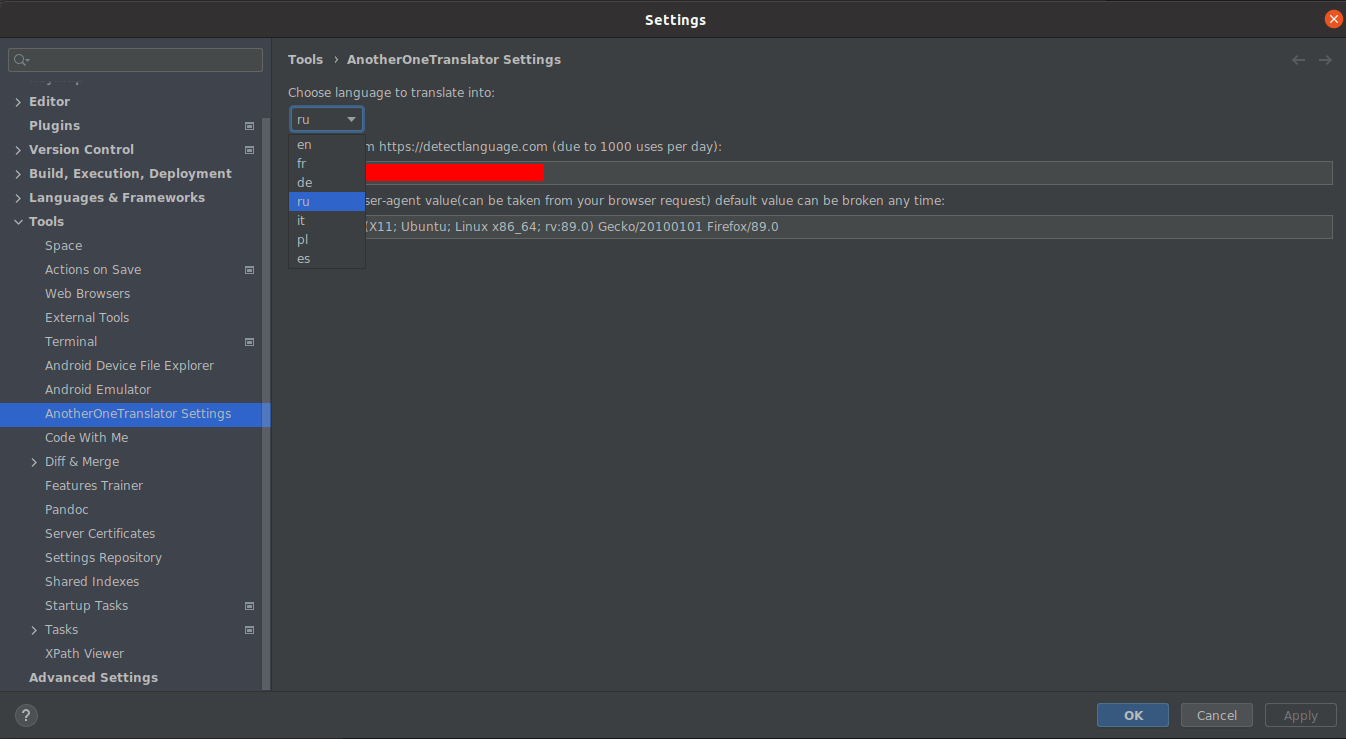 Settings
Tools › AnotherOneTranslator Settings
Editor
Plugins
Version Control
Build, Execution, Deployment
Languages & Frameworks
Tools
Space
Actions on Save
Web Browsers
External Tools
Terminal
Android Device File Explorer
Android Emulator
AnotherOneTranslator Settings
Code With Me
Diff & Merge
Features Trainer
Pandoc
Server Certificates
Settings Repository
Shared Indexes
Startup Tasks
Tasks
XPath Viewer
Advanced Settings
Choose language to translate into:
ru
en
fr
de
ru
it
pl
es
https://detectlanguage.com (due to 1000 uses per day):
ser-agent value(can be taken from your browser request) default value can be broken any time:
(X11; Ubuntu; Linux x86_64; rv:89.0) Gecko/20100101 Firefox/89.0
?
OK
Cancel
Apply